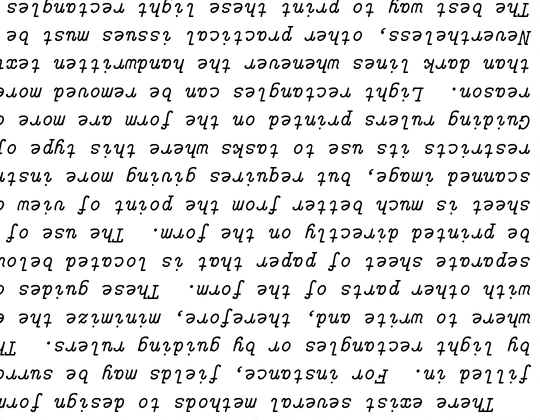 There exist several methods to design form
filled in. For instance, fields may be surrou
by light rectangles or by guiding rulers. Th
where to write and, therefore, minimize the
with other parts of the form. These guides
separate sheet of paper that is located below
be printed directly on the form. The use of
sheet is much better from the point of view o
scanned image, but requires giving more instr
restricts its use to tasks where this type of
Guiding rulers printed on the form are more
reason. Light rectangles can be removed more
than dark lines whenever the handwritten text
Nevertheless, other practical issues must be
The best way to print these light rectangles